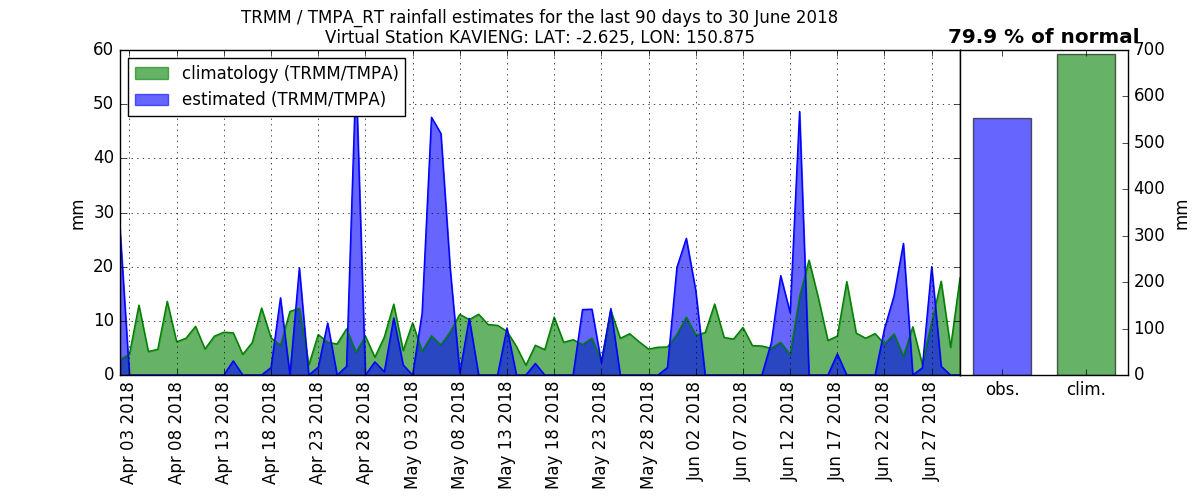 TRMM / TMPA_RT rainfall estimates for the last 90 days to 30 June 2018
Virtual Station KAVIENG: LAT: -2.625, LON: 150.875
79.9 % of normal
climatology (TRMM/TMPA)
estimated (TRMM/TMPA)
60
50
40
30
20
10
0
mm
Apr 03 2018
Apr 08 2018
Apr 13 2018
Apr 18 2018
Apr 23 2018
Apr 28 2018
May 03 2018
May 08 2018
May 13 2018
May 18 2018
May 23 2018
May 28 2018
Jun 02 2018
Jun 07 2018
Jun 12 2018
Jun 17 2018
Jun 22 2018
Jun 27 2018
obs.
clim.
700
600
500
400
300
200
100
0
mm